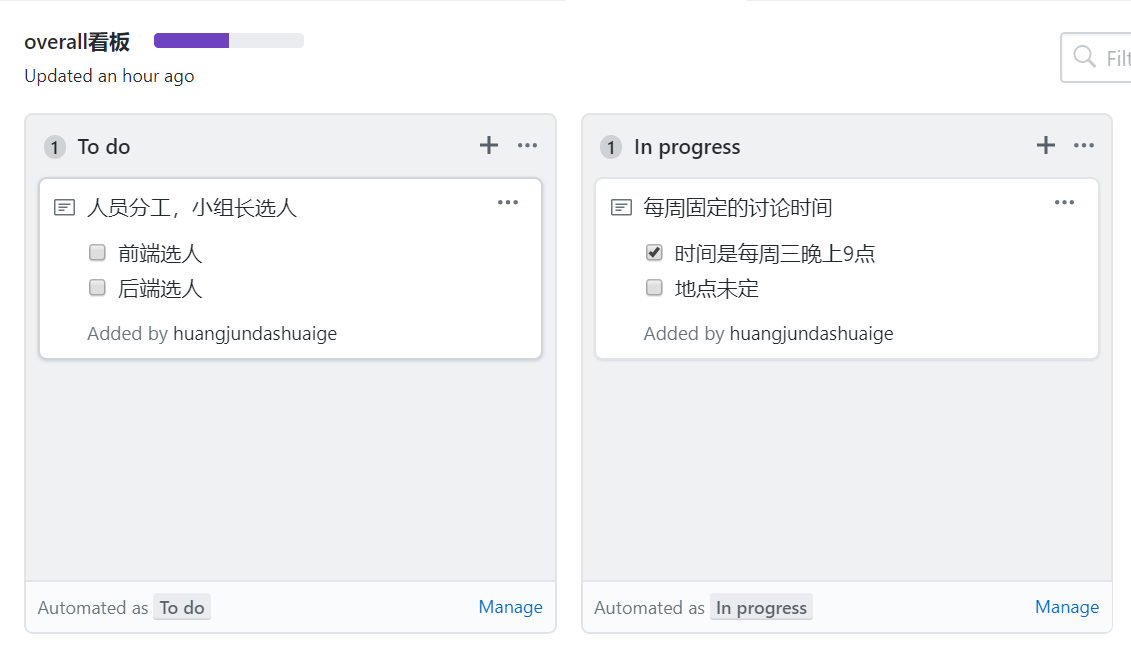 overall看板
Updated an hour ago
Filt
1 To do
人员分工，小组长选人
前端选人
后端选人
Added by huangjundashuaige
Automated as To do
Manage
1 In progress
每周固定的讨论时间
时间是每周三晚上9点
地点未定
Added by huangjundashuaige
Automated as In progress
Manage